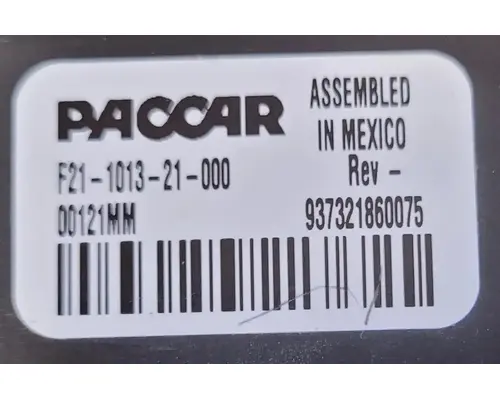 PACCAR
F21-1013-21-000
00121MM
ASSEMBLED
IN MEXICO
Rev -
937321860075